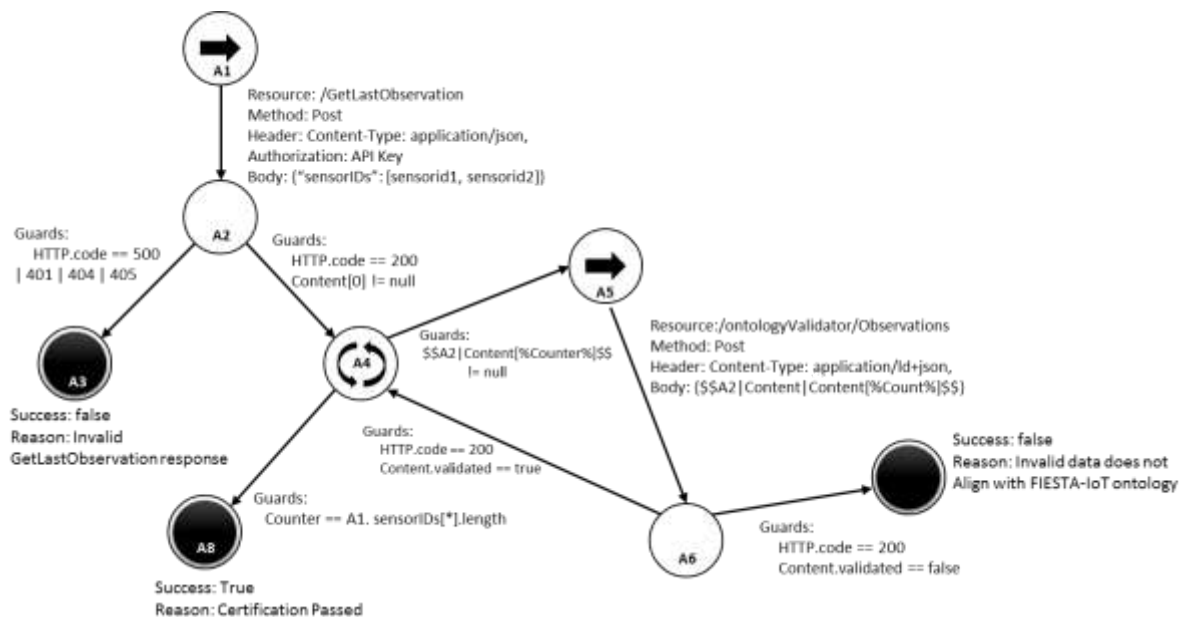 A1
Resource: /GetLastObservation
Method: Post
Header: Content-Type: application/json,
Authorization: API Key
Body: {"sensorIDs": [sensorid1, sensorid2]}
A2
Guards:
HTTP.code == 500
| 401 | 404 | 405
Guards:
HTTP.code == 200
Content[0] != null
A5
A3
Success: false
Reason: Invalid
GetLastObservation response
A4
Guards:
$$A2|Content[%Counter%]$$
!= null
Resource:/ontologyValidator/Observations
Method: Post
Header: Content-Type: application/ld+json,
Body: {$$A2|Content|Content[%Count%]$$}
Guards:
HTTP.code == 200
Content.validated == true
Success: false
Reason: Invalid data does not
Align with FIESTA-IoT ontology
Guards:
Counter == A1. sensorIDs[*].length
A8
Success: True
Reason: Certification Passed
A6
Guards:
HTTP.code == 200
Content.validated == false